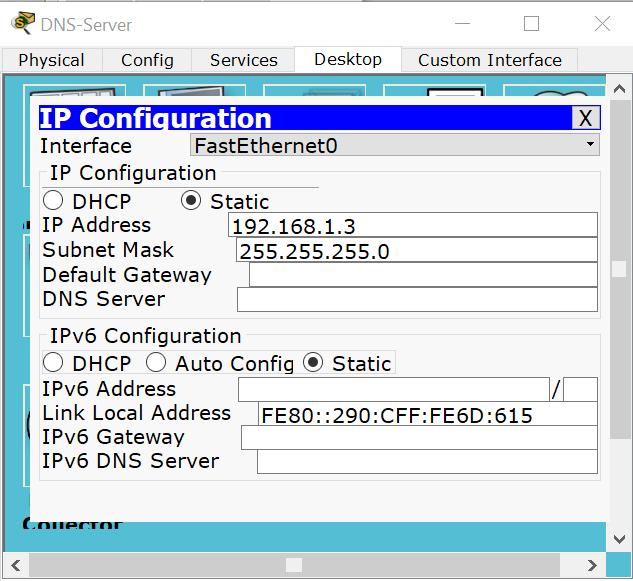 DNS-Server
Physical Config Services Desktop Custom Interface
IP Configuration X
Interface FastEthernet0
IP Configuration
DHCP Static
IP Address 192.168.1.3
Subnet Mask 255.255.255.0
Default Gateway
DNS Server
IPv6 Configuration
DHCP Auto Config Static
IPv6 Address /
Link Local Address FE80::290:CFF:FE6D:615
IPv6 Gateway
IPv6 DNS Server
Collector